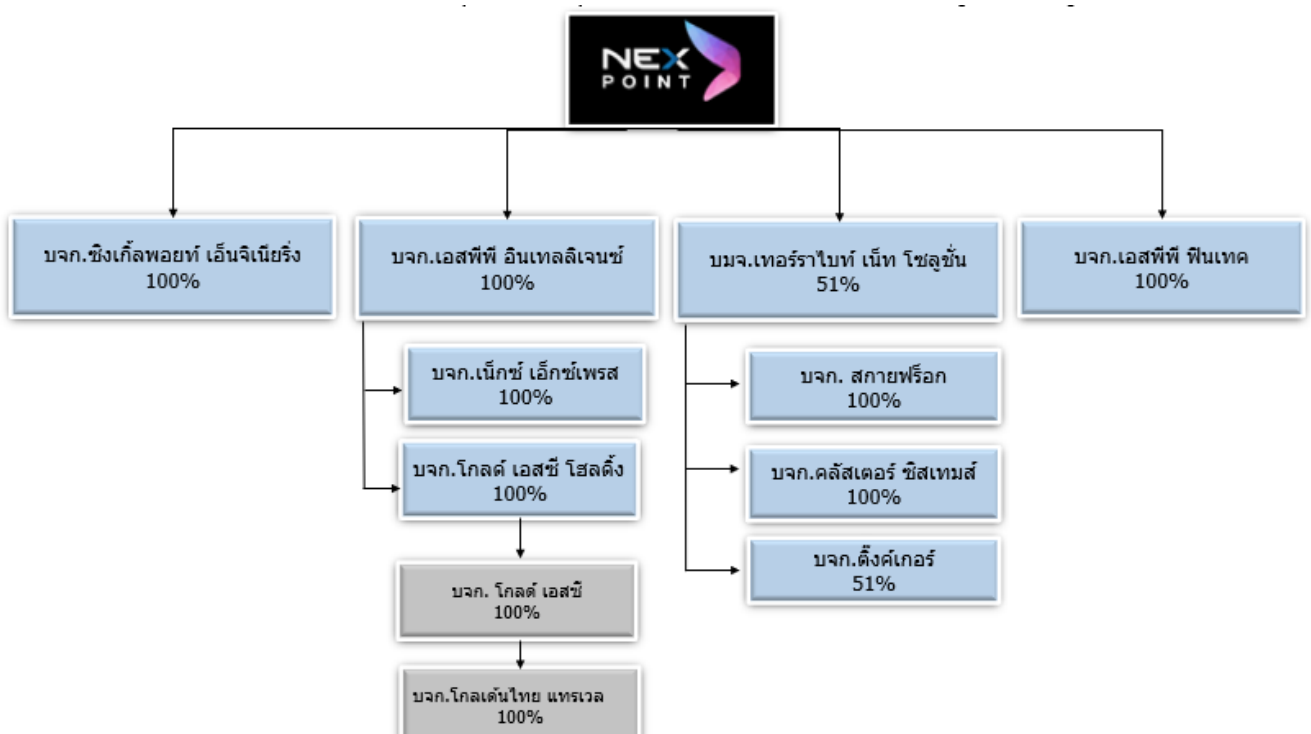 NEX
POINT
บจก.ซิงเกิ้ลพอยท์ เอ็นจิเนียริ่ง
100%
บจก.เอสพีพี อินเทลลิเจนซ์
100%
บมจ.เทอร์ราไบท์ เน็ท โซลูชั่น
51%
บจก.เอสพีพี ฟินเทค
100%
บจก.เน็กซ์ เอ็กซ์เพรส
100%
บจก.โกลด์ เอสซี โฮลดิ้ง
100%
บจก. โกลด์ เอสซี
100%
บจก.โกลเด้นไทย แทรเวล
100%
บจก. สกายฟร็อก
100%
บจก.คลัสเตอร์ ซิสเทมส์
100%
บจก.ติ๊งค์เกอร์
51%